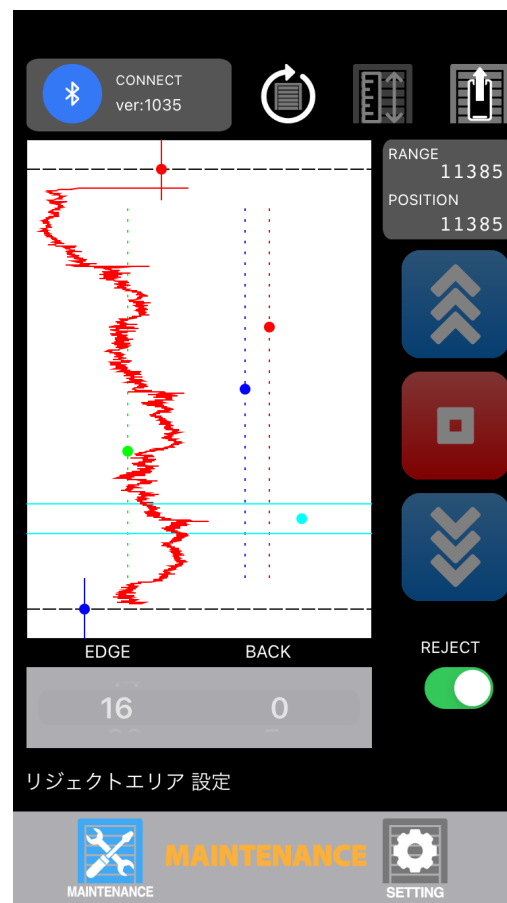 CONNECT
ver:1035
RANGE
11385
POSITION
11385
EDGE
BACK
REJECT
16
0
リジェクトエリア 設定
MAINTENANCE
MAINTENANCE
SETTING